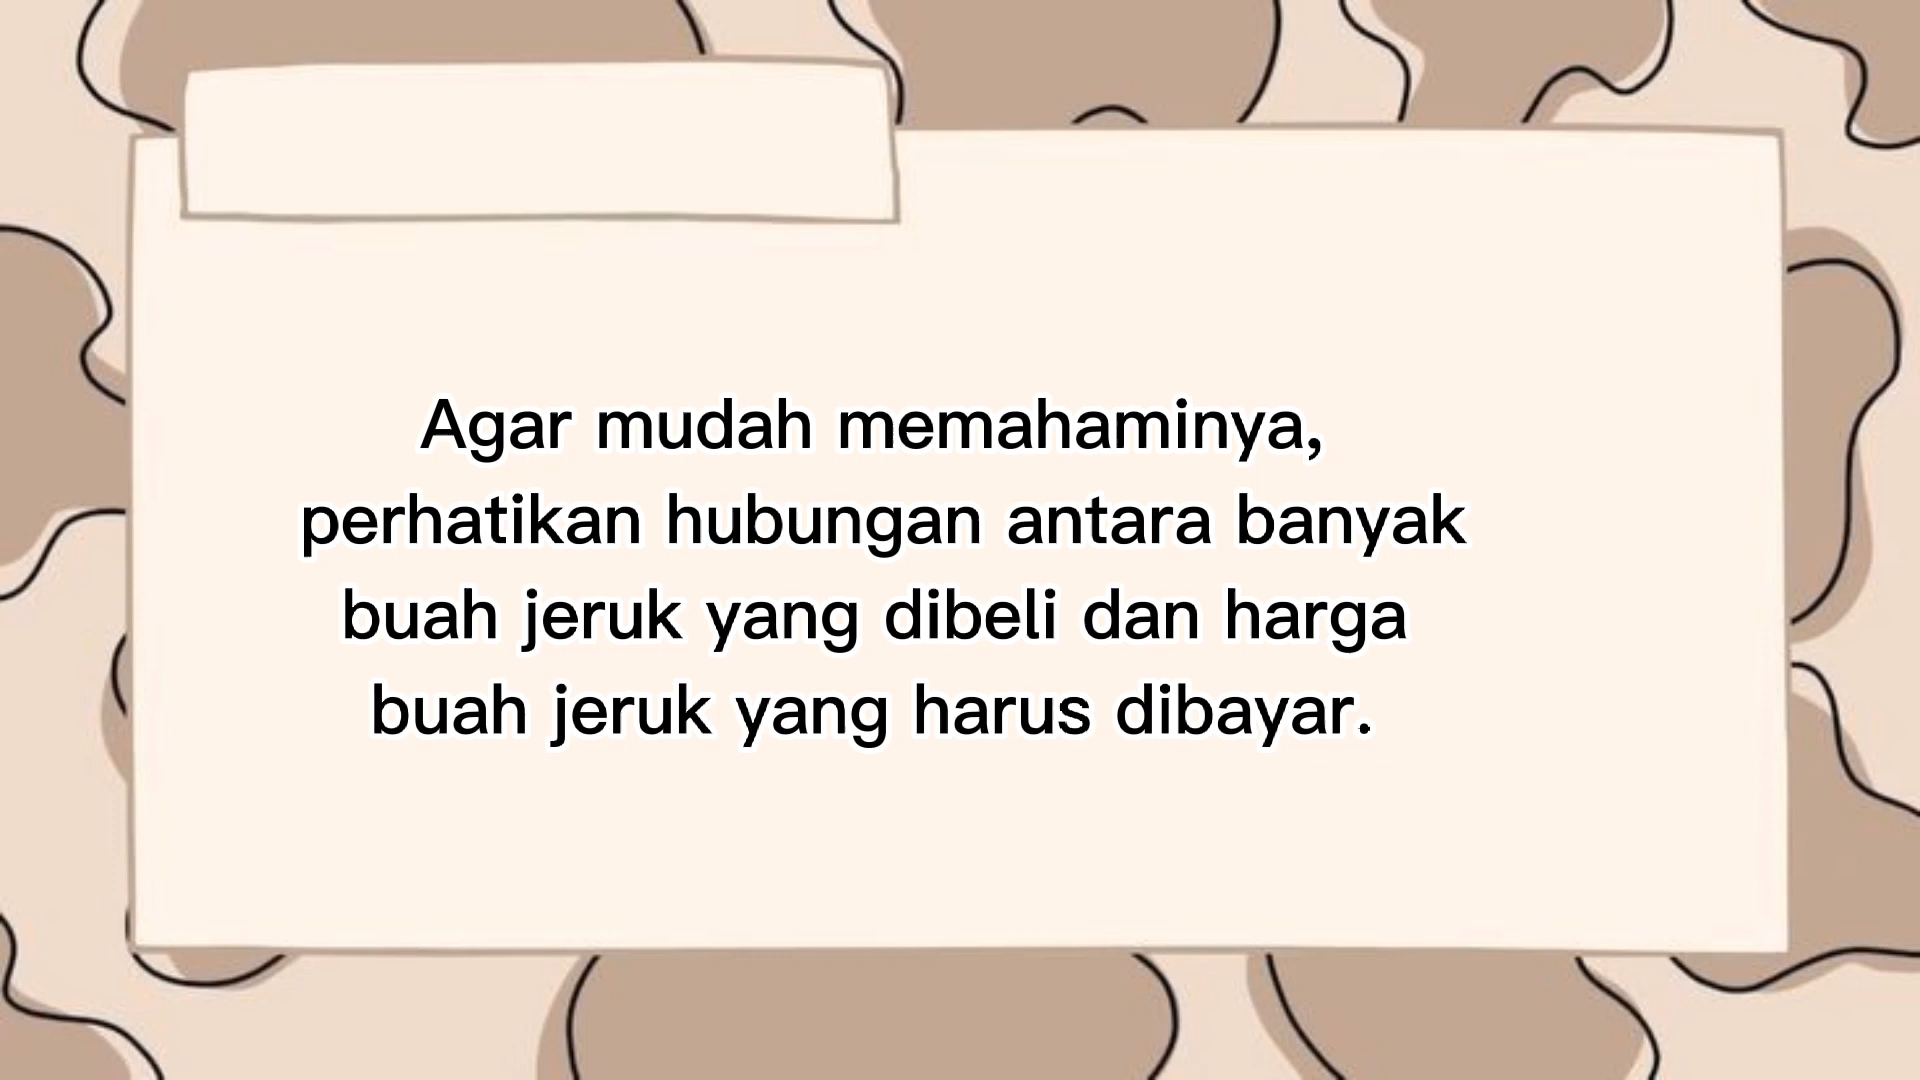 Agar mudah memahaminya,
perhatikan hubungan antara banyak
buah jeruk yang dibeli dan harga
buah jeruk yang harus dibayar.